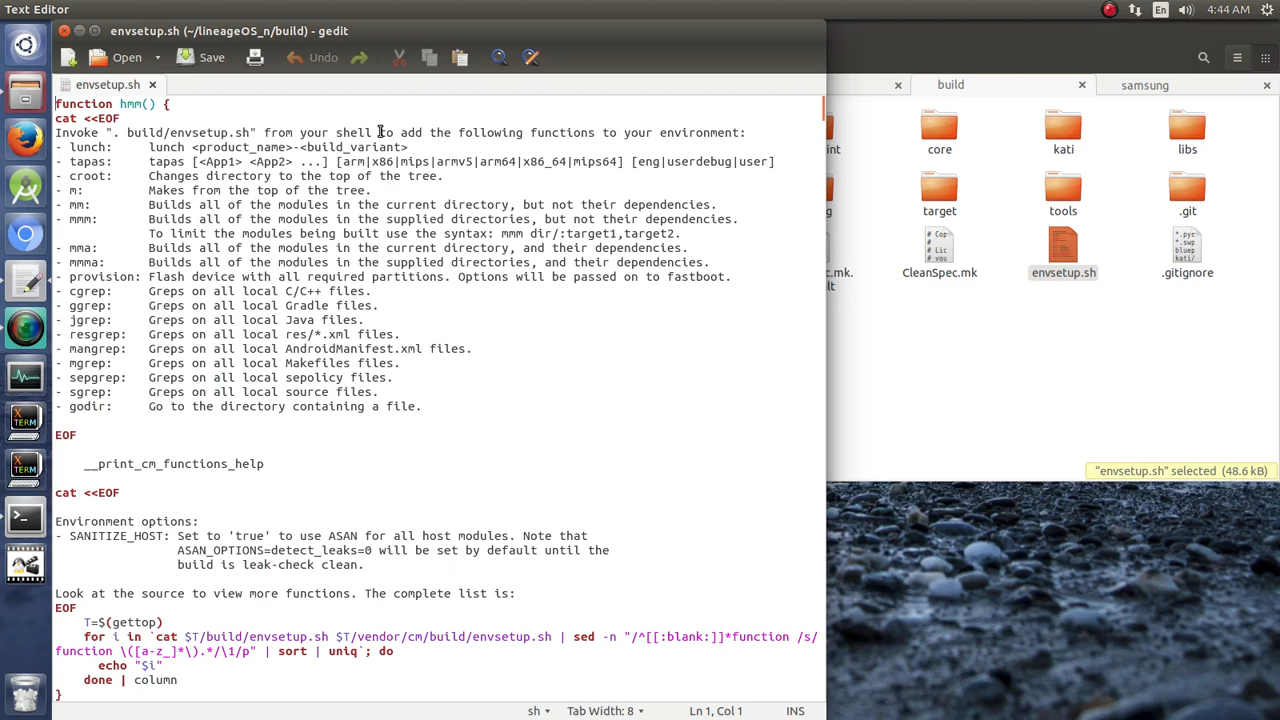 Text Editor
En
4:44 AM
envsetup.sh (~/lineageOS_n/build) - gedit
Open
Save
Undo
envsetup.sh
function hmm() {
cat <<EOF
Invoke ". build/envsetup.sh" from your shell to add the following functions to your environment:
- lunch:     lunch <product_name>-<build_variant>
- tapas:     tapas [<App1> <App2> ...] [arm|x86|mips|armv5|arm64|x86_64|mips64] [eng|userdebug|user]
- croot:     Changes directory to the top of the tree.
- m:         Makes from the top of the tree.
- mm:        Builds all of the modules in the current directory, but not their dependencies.
- mmm:       Builds all of the modules in the supplied directories, but not their dependencies.
             To limit the modules being built use the syntax: mmm dir/:target1,target2.
- mma:       Builds all of the modules in the current directory, and their dependencies.
- mmma:      Builds all of the modules in the supplied directories, and their dependencies.
- provision: Flash device with all required partitions. Options will be passed on to fastboot.
- cgrep:     Greps on all local C/C++ files.
- ggrep:     Greps on all local Gradle files.
- jgrep:     Greps on all local Java files.
- resgrep:   Greps on all local res/*.xml files.
- mangrep:   Greps on all local AndroidManifest.xml files.
- mgrep:     Greps on all local Makefiles files.
- sepgrep:   Greps on all local sepolicy files.
- sgrep:     Greps on all local source files.
- godir:     Go to the directory containing a file.
EOF
    __print_cm_functions_help
cat <<EOF
Environment options:
- SANITIZE_HOST: Set to 'true' to use ASAN for all host modules. Note that
                 ASAN_OPTIONS=detect_leaks=0 will be set by default until the
                 build is leak-check clean.
Look at the source to view more functions. The complete list is:
EOF
    T=$(gettop)
    for i in `cat $T/build/envsetup.sh $T/vendor/cm/build/envsetup.sh | sed -n "/^[[:blank:]]*function /s/
function \([a-z_]*\).*/\1/p" | sort | uniq`; do
      echo "$i"
    done | column
}
sh
Tab Width: 8
Ln 1, Col 1
INS
build
samsung
int
core
kati
libs
g
target
tools
.git
c.mk.
lt
# Cop
#
# Lic
# you
CleanSpec.mk
envsetup.sh
*.pyc
*.swp
bluep
kati/
.gitignore
"envsetup.sh" selected (48.6 kB)
X
TERM
X
TERM